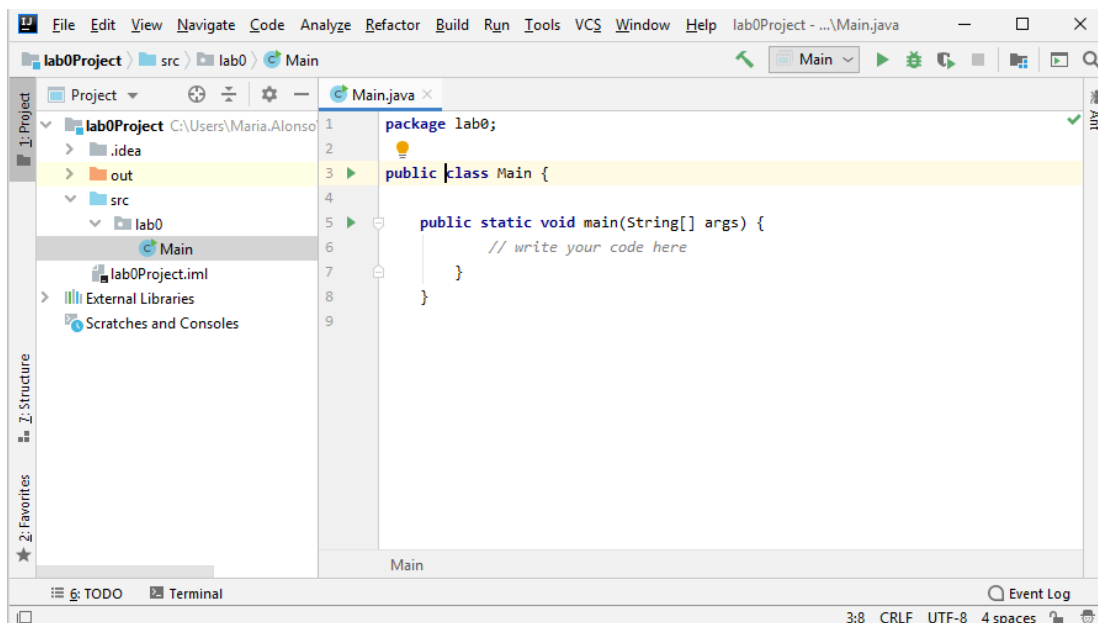 File Edit View Navigate Code Analyze Refactor Build Run Tools VCS Window Help lab0Project - ...\Main.java
lab0Project src lab0 Main
Main
Project
Main.java
1: Project
7: Structure
2: Favorites
lab0Project C:\Users\Maria.Alonso
.idea
out
src
lab0
Main
lab0Project.iml
External Libraries
Scratches and Consoles
1 package lab0;
2
3 public class Main {
4
5 public static void main(String[] args) {
6 // write your code here
7 }
8 }
9
Ant
Main
6: TODO Terminal Event Log
3:8 CRLF UTF-8 4 spaces